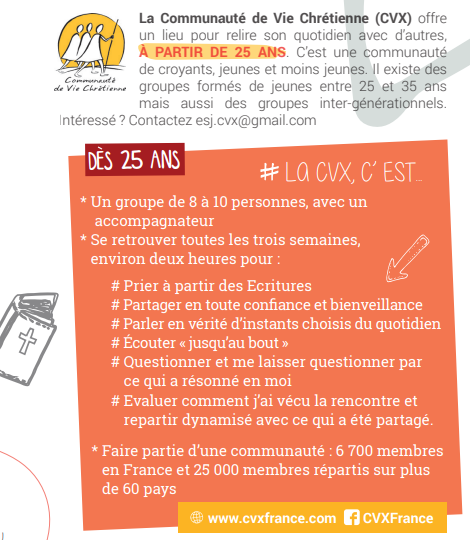 La Communauté de Vie Chrétienne (CVX) offre
un lieu pour relire son quotidien avec d'autres,
À PARTIR DE 25 ANS. C'est une communauté
de croyants, jeunes et moins jeunes. Il existe des
groupes formés de jeunes entre 25 et 35 ans
mais aussi des groupes inter-générationnels.
Intéressé ? Contactez esj.cvx@gmail.com
Communauté
de Vie Chrétienne
DÈS 25 ANS
# LA CVX, C' EST...
* Un groupe de 8 à 10 personnes, avec un
accompagnateur
* Se retrouver toutes les trois semaines,
environ deux heures pour :
# Prier à partir des Ecritures
# Partager en toute confiance et bienveillance
# Parler en vérité d'instants choisis du quotidien
# Écouter « jusqu'au bout »
# Questionner et me laisser questionner par
ce qui a résonné en moi
# Evaluer comment j'ai vécu la rencontre et
repartir dynamisé avec ce qui a été partagé.
* Faire partie d'une communauté : 6 700 membres
en France et 25 000 membres répartis sur plus
de 60 pays
www.cvxfrance.com CVXFrance